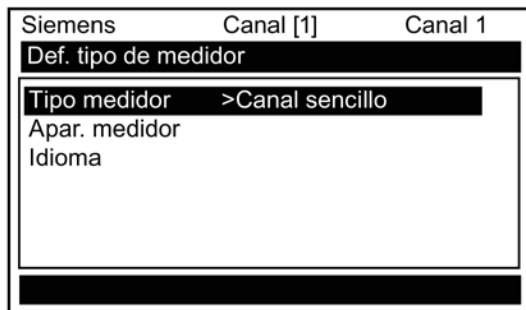 Siemens Canal [1] Canal 1
Def. tipo de medidor
Tipo medidor >Canal sencillo
Apar. medidor
Idioma